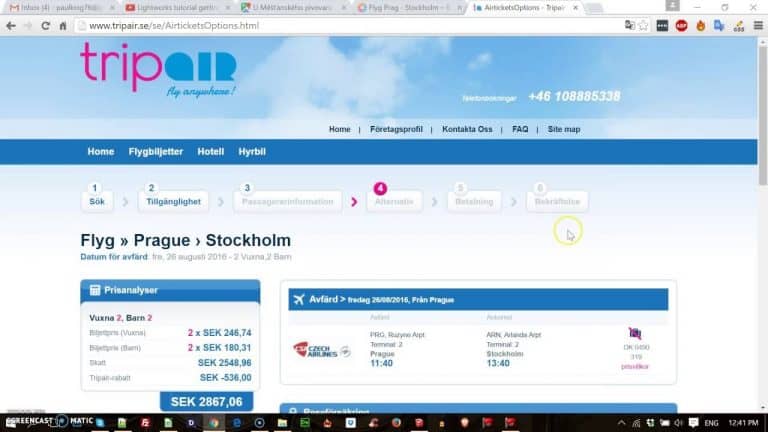 Inbox (4) - paulking76@
Lightworks tutorial gettin
U Měšťanského pivovaru
Flyg Prag - Stockholm –
AirticketsOptions - Tripair
www.tripair.se/se/AirticketsOptions.html
tripair
fly anywhere!
Telefonbokningar +46 108885338
Home | Företagsprofil | Kontakta Oss | FAQ | Site map
Home Flygbiljetter Hotell Hyrbil
1 2 3 4 5 6
Sök Tillgänglighet Passagerarinformation Alternativ Betalning Bekräftelse
Flyg » Prague › Stockholm
Datum för avfärd: fre, 26 augusti 2016 - 2 Vuxna,2 Barn
Prisanalyser
Vuxna 2, Barn 2
Biljettpris (Vuxna) 2 x SEK 246,74
Biljettpris (Barn) 2 x SEK 180,31
Skatt SEK 2548,96
Tripair-rabatt SEK -536,00
SEK 2867,06
Avfärd > fredag 26/08/2016, Från Prague
Avfärd Ankomst
PRG, Ruzyne Arpt ARN, Arlanda Arpt
Terminal: 2 Terminal: 2
Prague Stockholm
11:40 13:40
CSA CZECH AIRLINES
OK 0490
319
prisvillkor
Reseförsäkring
SCREENCAST MATIC
12:41 PM